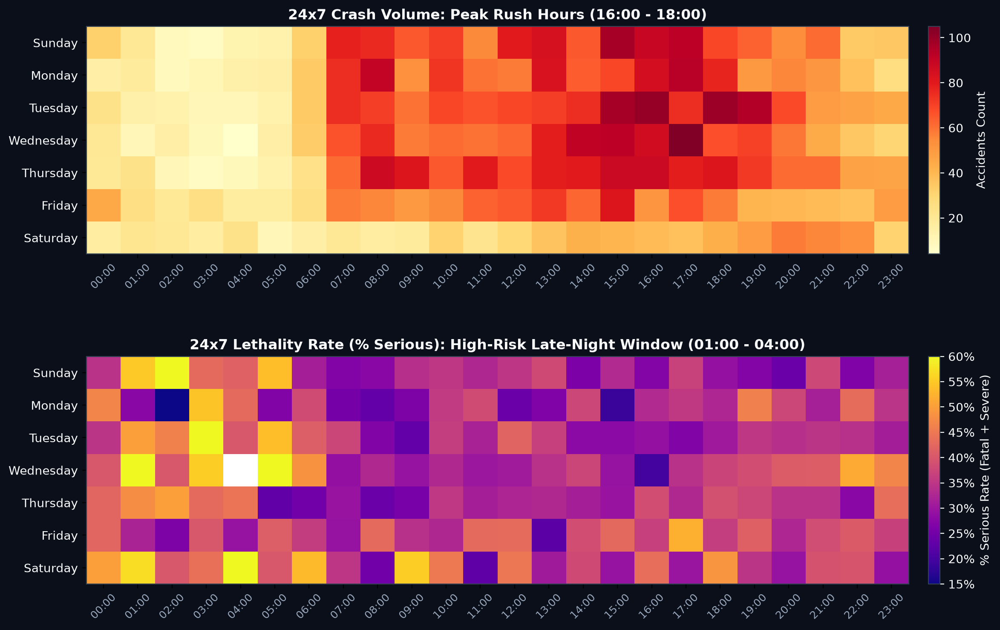 24x7 Crash Volume: Peak Rush Hours (16:00 - 18:00)
Sunday
Monday
Tuesday
Wednesday
Thursday
Friday
Saturday
00:00 01:00 02:00 03:00 04:00 05:00 06:00 07:00 08:00 09:00 10:00 11:00 12:00 13:00 14:00 15:00 16:00 17:00 18:00 19:00 20:00 21:00 22:00 23:00
100
80
60
40
20
Accidents Count
24x7 Lethality Rate (% Serious): High-Risk Late-Night Window (01:00 - 04:00)
Sunday
Monday
Tuesday
Wednesday
Thursday
Friday
Saturday
00:00 01:00 02:00 03:00 04:00 05:00 06:00 07:00 08:00 09:00 10:00 11:00 12:00 13:00 14:00 15:00 16:00 17:00 18:00 19:00 20:00 21:00 22:00 23:00
60%
55%
50%
45%
40%
35%
30%
25%
20%
15%
% Serious Rate (Fatal + Severe)